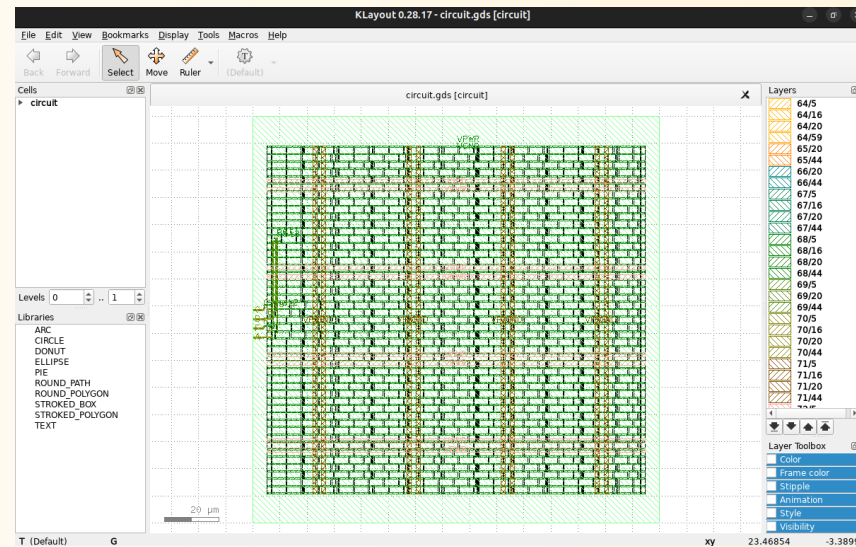 KLayout 0.28.17 - circuit.gds [circuit]
File Edit View Bookmarks Display Tools Macros Help
Back Forward Select Move Ruler (Default)
Cells
circuit
Levels 0 .. 1
Libraries
ARC
CIRCLE
DONUT
ELLIPSE
PIE
ROUND_PATH
ROUND_POLYGON
STROKED_BOX
STROKED_POLYGON
TEXT
circuit.gds [circuit]
VPWR
VGND
20 μm
Layers
64/5
64/16
64/20
64/59
65/20
65/44
66/20
66/44
67/5
67/16
67/20
67/44
68/5
68/16
68/20
68/44
69/5
69/20
69/44
70/5
70/16
70/20
70/44
71/5
71/16
71/20
71/44
Layer Toolbox
Color
Frame color
Stipple
Animation
Style
Visibility
T (Default) G xy 23.46854